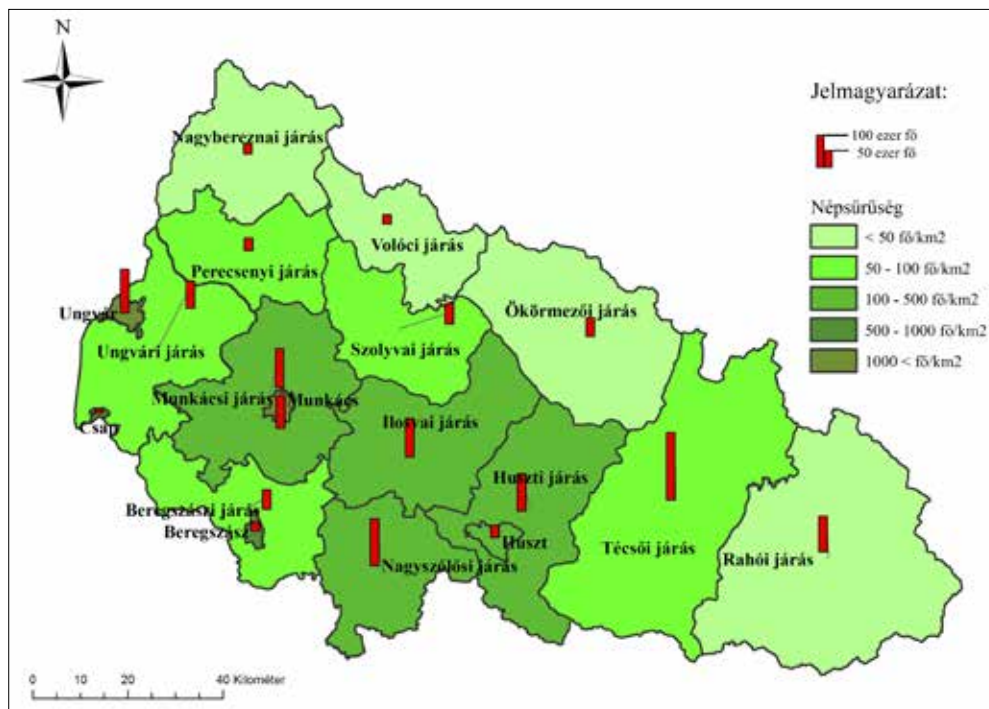 N
Jelmagyarázat:
100 ezer fő
50 ezer fő
Népsűrűség
< 50 fő/km2
50 - 100 fő/km2
100 - 500 fő/km2
500 - 1000 fő/km2
1000 < fő/km2
Nagybereznai járás
Volóci járás
Perecsenyi járás
Ökörmezői járás
Ungvár
Ungvári járás
Szolyvai járás
Munkácsi járás
Munkács
Ilosvai járás
Csap
Huszti járás
Beregszászi járás
Beregszász
Huszt
Técsői járás
Rahói járás
Nagyszőlősi járás
0 10 20 40 Kilométer